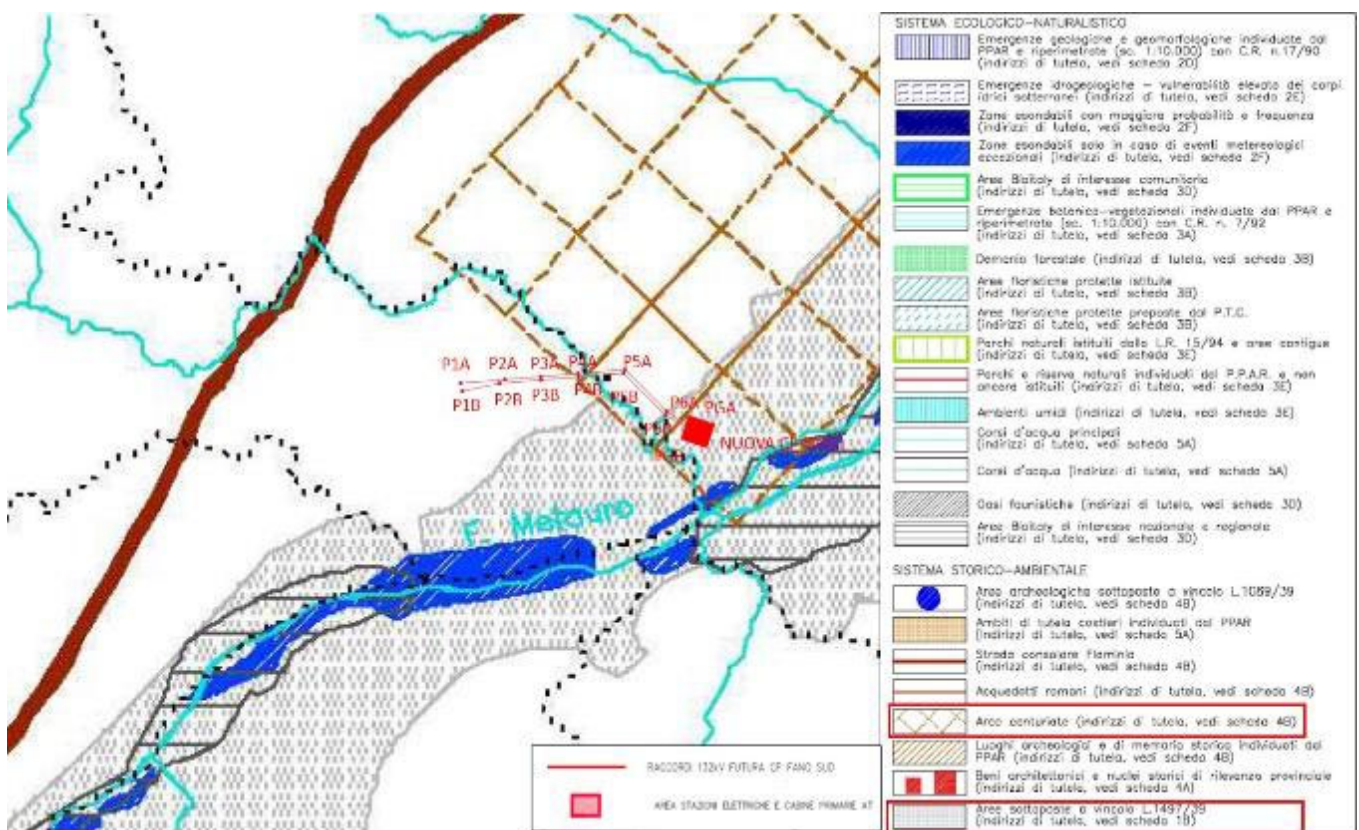 P1A
P2A
P3A
P4A
P5A
P1B
P2B
P3B
P6A
PGA
NUOVA
F. Metauro
RACCORDI 132kV FUTURA CP FANO SUD
AREA STAZIONI ELETTRICHE E CABINE PRIMARIE AT
SISTEMA ECOLOGICO-NATURALISTICO
Emergenze geologiche e geomorfologiche individuate dal
PPAR e riperimetrate (sc. 1:10.000) con C.R. n.17/90
(indirizzi di tutela, vedi scheda 2D)
Emergenze idrogeologiche - vulnerabilità elevata dei corpi
idrici sotterranei (indirizzi di tutela, vedi scheda 2E)
Zone esondabili con maggiore probabilità e frequenza
(indirizzi di tutela, vedi scheda 2F)
Zone esondabili solo in caso di eventi metereologici
eccezionali (indirizzi di tutela, vedi scheda 2F)
Aree Bioitaly di interesse comunitario
(indirizzi di tutela, vedi scheda 3D)
Emergenze botanico-vegetazionali individuate dal PPAR e
riperimetrate (sc. 1:10.000) con C.R. n. 7/92
(indirizzi di tutela, vedi scheda 3A)
Demanio forestale (indirizzi di tutela, vedi scheda 3B)
Aree floristiche protette istituite
(indirizzi di tutela, vedi scheda 3B)
Aree floristiche protette proposte dal P.T.C.
(indirizzi di tutela, vedi scheda 3B)
Parchi naturali istituiti dalla L.R. 15/94 e aree contigue
(indirizzi di tutela, vedi scheda 3E)
Parchi e riserve naturali individuati dal P.P.A.R. e non
ancora istituiti (indirizzi di tutela, vedi scheda 3E)
Ambienti umidi (indirizzi di tutela, vedi scheda 3E)
Corsi d'acqua principali
(indirizzi di tutela, vedi scheda 5A)
Corsi d'acqua (indirizzi di tutela, vedi scheda 5A)
Oasi faunistiche (indirizzi di tutela, vedi scheda 3D)
Aree Bioitaly di interesse nazionale e regionale
(indirizzi di tutela, vedi scheda 3D)
SISTEMA STORICO-AMBIENTALE
Aree archeologiche sottoposte a vincolo L.1089/39
(indirizzi di tutela, vedi scheda 4B)
Ambiti di tutela costieri individuati dal PPAR
(indirizzi di tutela, vedi scheda 5A)
Strada consolare Flaminia
(indirizzi di tutela, vedi scheda 4B)
Acquedotti romani (indirizzi di tutela, vedi scheda 4B)
Aree centuriate (indirizzi di tutela, vedi scheda 4B)
Luoghi archeologici e di memoria storica individuati dal
PPAR (indirizzi di tutela, vedi scheda 4B)
Beni architettonici e nuclei storici di rilevanza provinciale
(indirizzi di tutela, vedi scheda 4A)
Aree sottoposte a vincolo L.1497/39
(indirizzi di tutela, vedi scheda 1B)